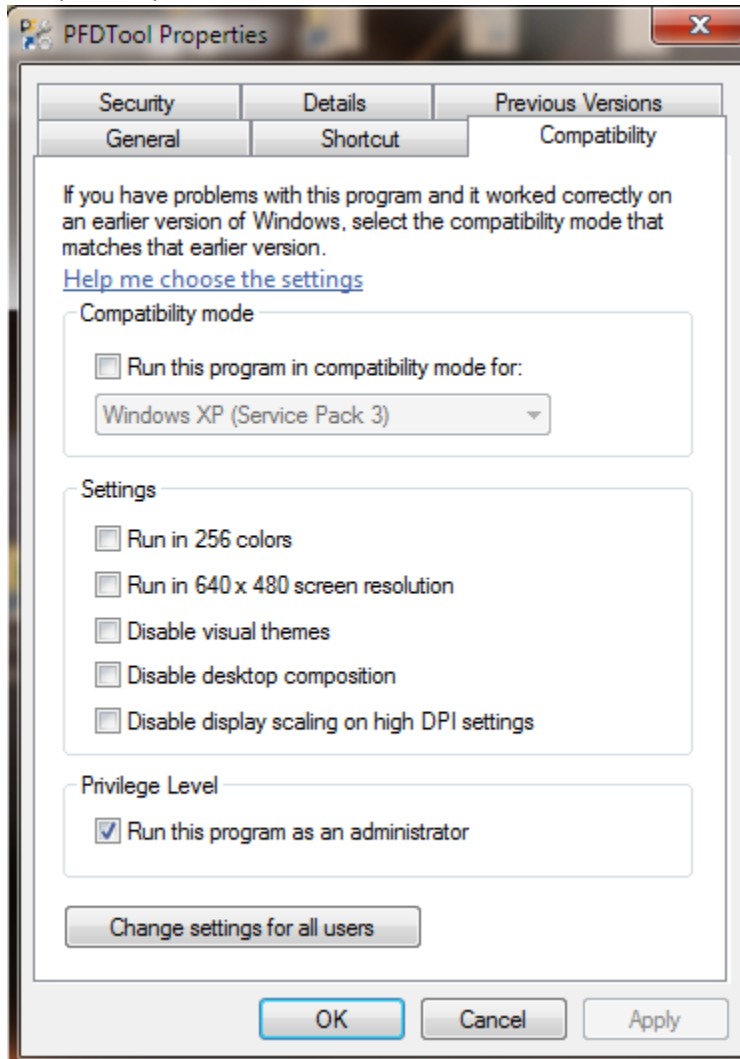 PFDTool Properties
Security Details Previous Versions
General Shortcut Compatibility
If you have problems with this program and it worked correctly on
an earlier version of Windows, select the compatibility mode that
matches that earlier version.
Help me choose the settings
Compatibility mode
Run this program in compatibility mode for:
Windows XP (Service Pack 3)
Settings
Run in 256 colors
Run in 640 x 480 screen resolution
Disable visual themes
Disable desktop composition
Disable display scaling on high DPI settings
Privilege Level
Run this program as an administrator
Change settings for all users
OK Cancel Apply